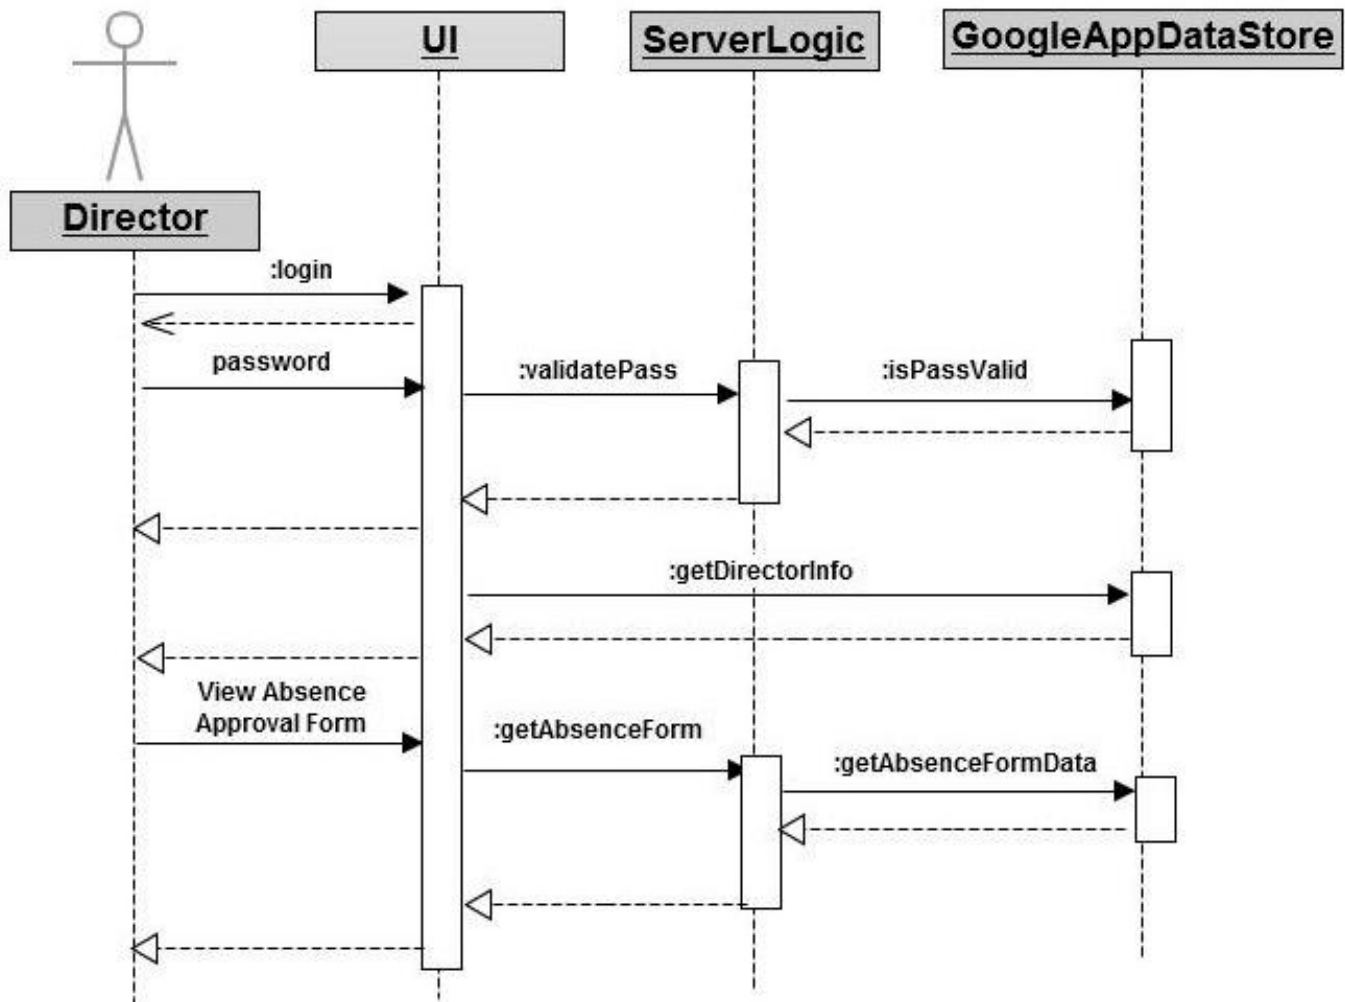 UI
ServerLogic
GoogleAppDataStore
Director
:login
password
:validatePass
:isPassValid
:getDirectorInfo
View Absence
Approval Form
:getAbsenceForm
:getAbsenceFormData